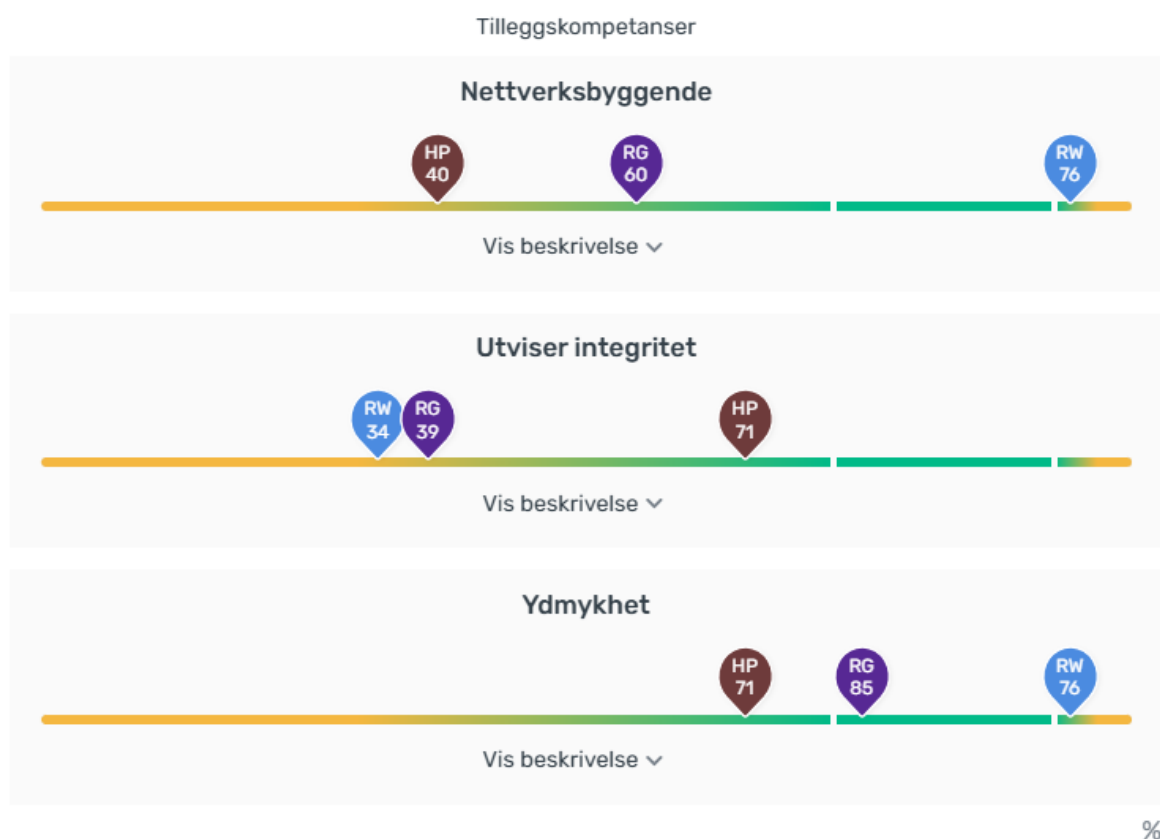 Tilleggskompetanser
Nettverksbyggende
HP
40
RG
60
RW
76
Vis beskrivelse
Utviser integritet
RW
34
RG
39
HP
71
Vis beskrivelse
Ydmykhet
HP
71
RG
85
RW
76
Vis beskrivelse
%